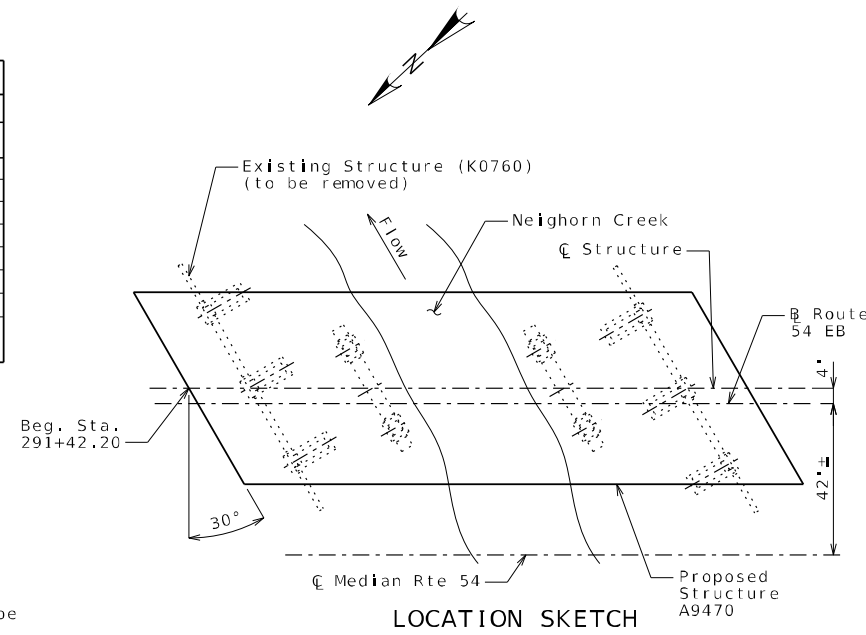 N
Existing Structure (K0760)
(to be removed)
Flow
Neighorn Creek
℄ Structure
B Route
54 EB
4'
Beg. Sta.
291+42.20
42'±
30°
℄ Median Rte 54
Proposed
Structure
A9470
LOCATION SKETCH